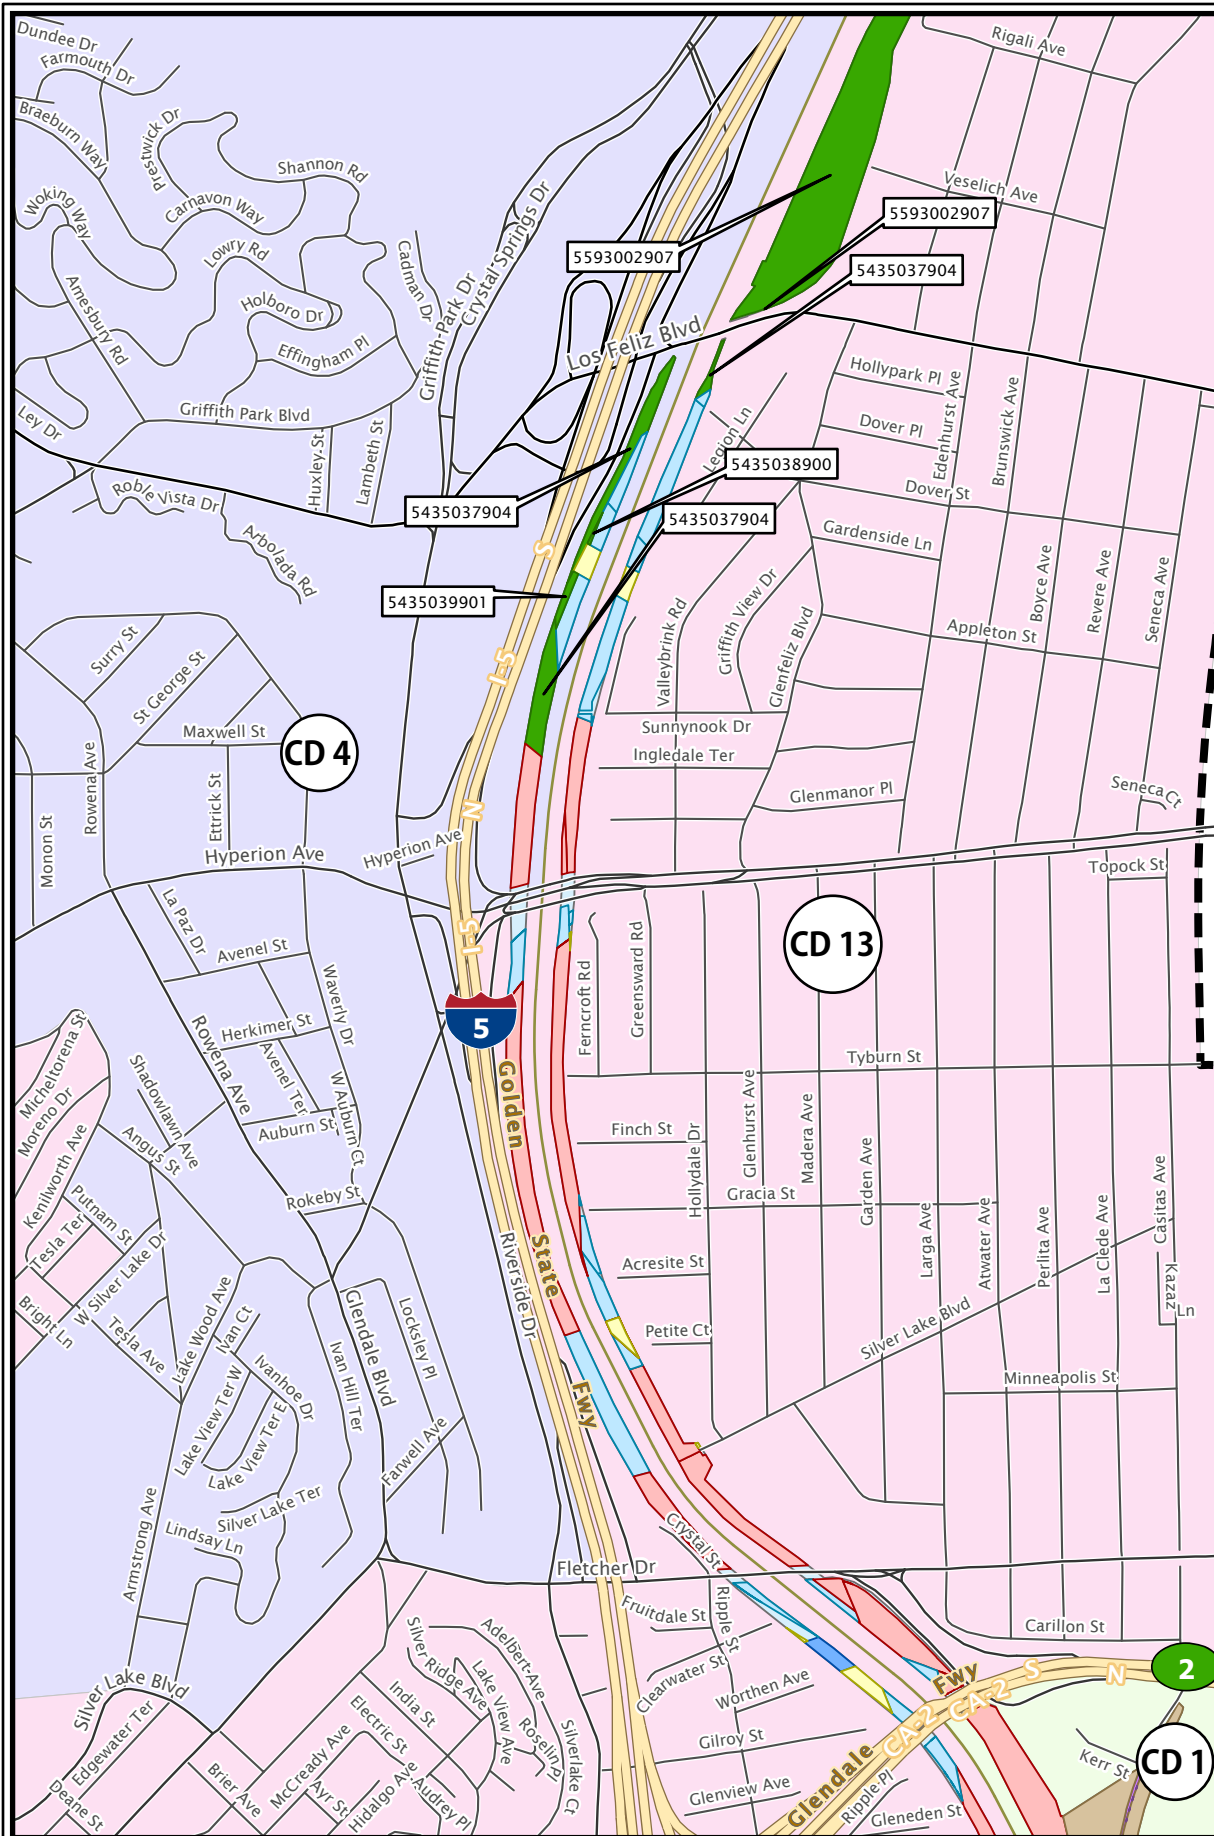 Dundee Dr
Farmouth Dr
Braeburn Way
Prestwick Dr
Shannon Rd
Carnavon Way
Woking Way
Lowry Rd
Cadman Dr
Amesbury Rd
Holboro Dr
Effingham Pl
Griffith Park Dr
Crystal Springs Dr
Rigali Ave
Veselich Ave
5593002907
5593002907
5435037904
Los Feliz Blvd
Ley Dr
Griffith Park Blvd
Huxley St
Lambeth St
Hollypark Pl
Dover Pl
Edenhurst Ave
Brunswick Ave
Legion Ln
5435038900
Dover St
Roble Vista Dr
5435037904
5435037904
Arbolada Rd
S
Gardenside Ln
Boyce Ave
Revere Ave
Seneca Ave
5435039901
Surry St
St George St
Griffith View Dr
Valleybrink Rd
Glenfeliz Blvd
Appleton St
I-5
Maxwell St
CD 4
Sunnynook Dr
Ingledale Ter
Rowena Ave
Ettrick St
Monon St
N
Glenmanor Pl
Seneca Ct
Hyperion Ave
Hyperion Ave
Topock St
La Paz Dr
Avenel St
I-5
CD 13
Greensward Rd
Ferncroft Rd
Waverly Dr
Herkimer St
5
Rowena Ave
Avenel Ter
Micheltorena St
Moreno Dr
Shadowlawn Ave
W Auburn Ct
Auburn St
Golden
Tyburn St
Glenhurst Ave
Madera Ave
Finch St
Hollydale Dr
Gracia St
Garden Ave
Kenilworth Ave
Angus St
Putnam St
Rokeby St
Tesla Ter
W Silver Lake Dr
Riverside Dr
State
Acresite St
Larga Ave
Atwater Ave
Perlita Ave
La Clede Ave
Casitas Ave
Kazaz
Ln
Bright Ln
Tesla Ave
Lake Wood Ave
Ivan Ct
Glendale Blvd
Locksley Pl
Petite Ct
Silver Lake Blvd
Ivan Hill Ter
Ivanhoe Dr
Minneapolis St
Fwy
Lake View Ter W
Lake View Ter E
Farwell Ave
Silver Lake Ter
Armstrong Ave
Lindsay Ln
Crystal St
Fletcher Dr
Ripple St
Fruitdale St
Carillon St
Adelbert Ave
Silver Ridge Ave
Lake View Ave
Clearwater St
Worthen Ave
Fwy
S
N
2
CA-2
CA-2
Silver Lake Blvd
Edgewater Ter
India St
Electric St
Roselin Pl
Silverlake Ct
Gilroy St
Kerr St
CD 1
McCready Ave
Brier Ave
Ayr St
Hidalgo Ave
Audrey Pl
Deane St
Glenview Ave
Glendale
Ripple Pl
Gleneden St